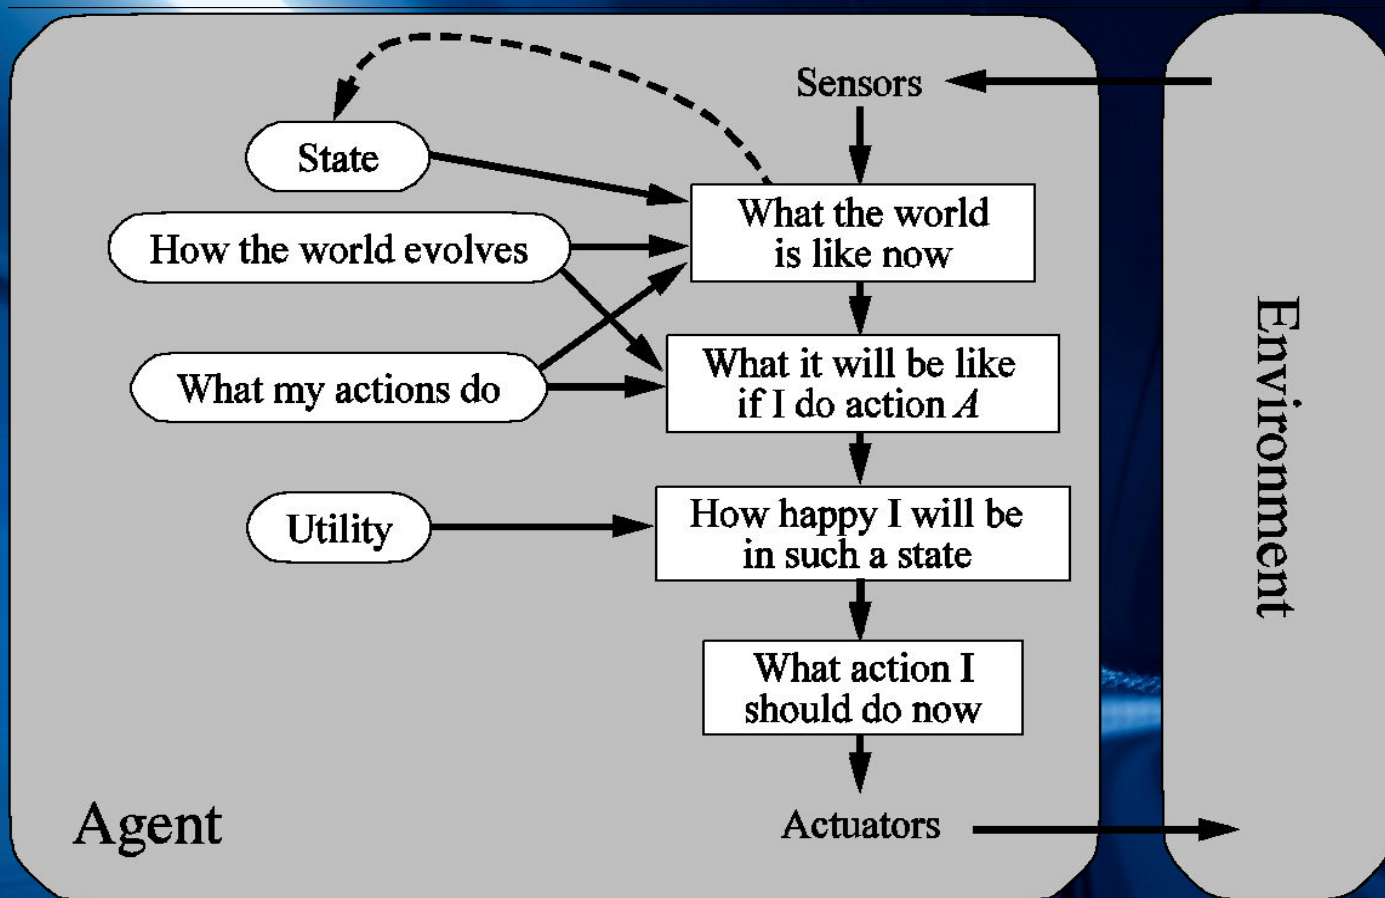 Sensors
State
What the world
is like now
How the world evolves
What it will be like
if I do action A
What my actions do
How happy I will be
in such a state
Utility
What action I
should do now
Agent
Actuators
Environment